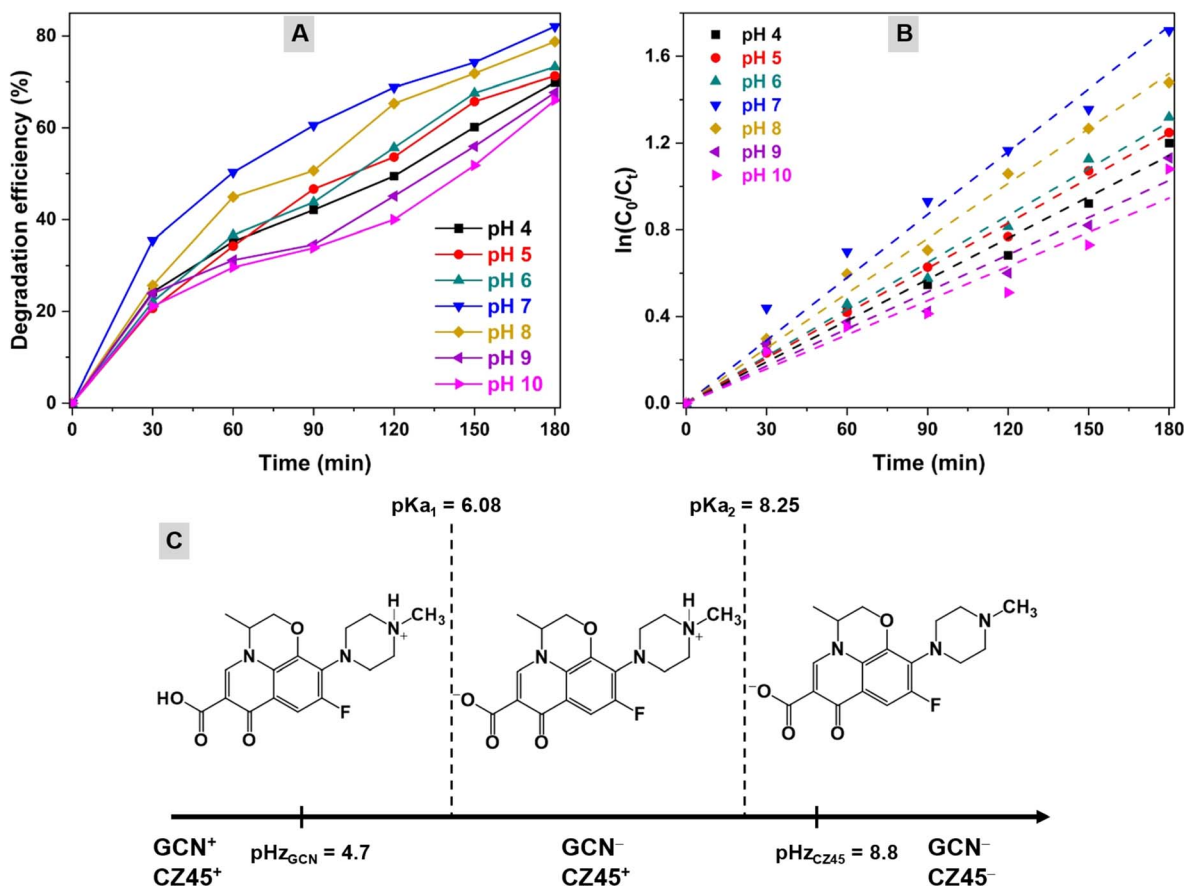 A
Degradation efficiency (%)
80
60
40
20
0
0 30 60 90 120 150 180
Time (min)
pH 4
pH 5
pH 6
pH 7
pH 8
pH 9
pH 10
B
ln(C₀/Cₜ)
1.6
1.2
0.8
0.4
0.0
0 30 60 90 120 150 180
Time (min)
pH 4
pH 5
pH 6
pH 7
pH 8
pH 9
pH 10
C
pKa₁ = 6.08
pKa₂ = 8.25
H
N
+
CH₃
O
N
N
HO
O
O
F
H
N
+
CH₃
O
N
N
⁻O
O
O
F
N
CH₃
O
N
N
⁻O
O
O
F
GCN⁺
CZ45⁺
pHz_GCN = 4.7
GCN⁻
CZ45⁺
pHz_CZ45 = 8.8
GCN⁻
CZ45⁻